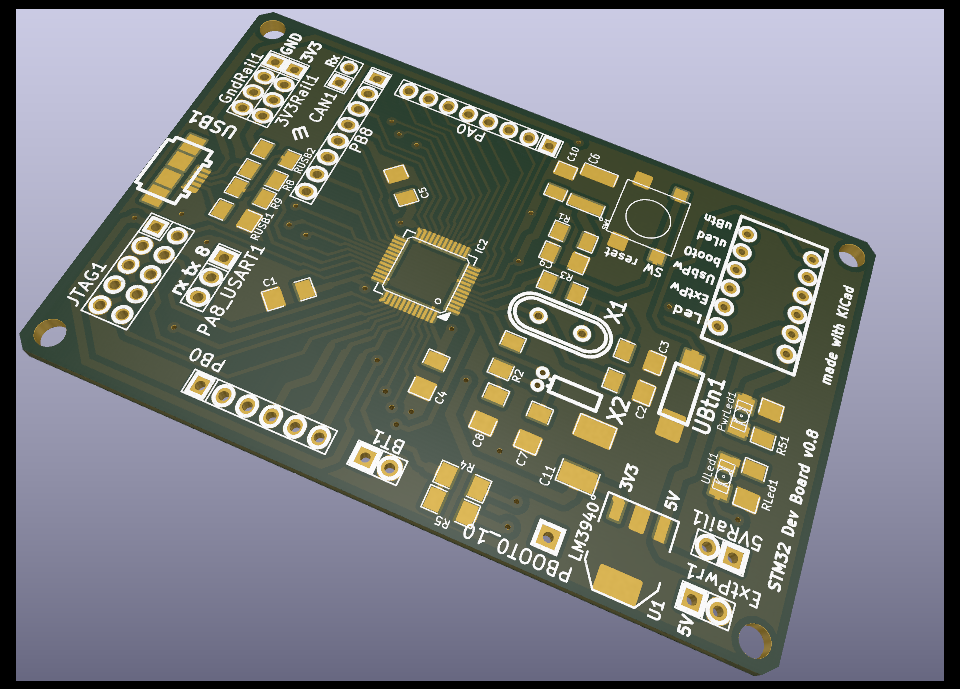 GND
3V3
GndRail1
3V3Rail1
Rx
CAN1
PB8
PA0
USB1
RUSB2
R8
R9
RUSB1
C5
C10
C6
R1
C9
R3
reset
SW
uBtn
uLed
boot0
UsbPw
ExtPw
Led
IC2
JTAG1
rx tx 8
PA8_USART1
C1
X1
made with KiCad
PB0
R2
C4
C3
C2
X2
UBtn1
PwrLed1
R51
C8
C7
BT1
R4
R5
C11
3V3
5V
ULed1
RLed1
LM3940
PBOOT0_10
5VRail1
ExtPwr1
U1
5V
STM32 Dev Board v0.8